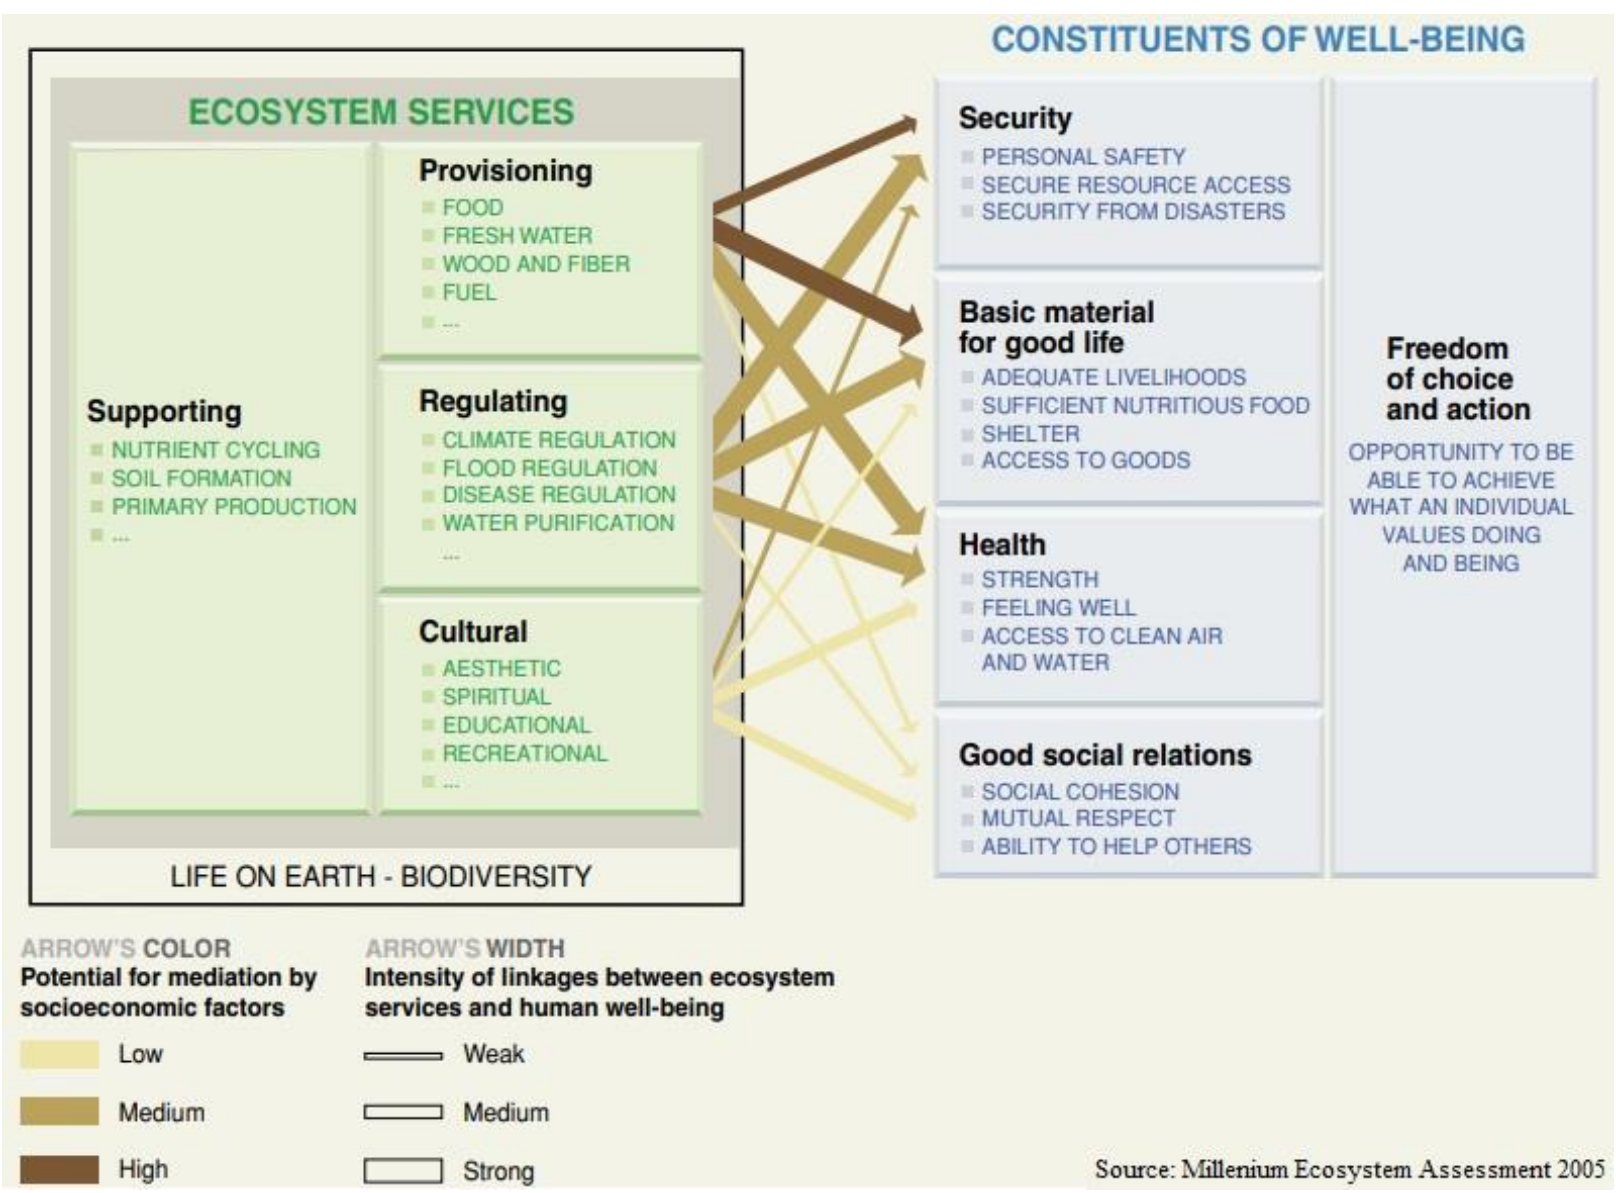 CONSTITUENTS OF WELL-BEING
ECOSYSTEM SERVICES
Supporting
NUTRIENT CYCLING
SOIL FORMATION
PRIMARY PRODUCTION
...
Provisioning
FOOD
FRESH WATER
WOOD AND FIBER
FUEL
...
Regulating
CLIMATE REGULATION
FLOOD REGULATION
DISEASE REGULATION
WATER PURIFICATION
...
Cultural
AESTHETIC
SPIRITUAL
EDUCATIONAL
RECREATIONAL
...
LIFE ON EARTH - BIODIVERSITY
Security
PERSONAL SAFETY
SECURE RESOURCE ACCESS
SECURITY FROM DISASTERS
Basic material
for good life
ADEQUATE LIVELIHOODS
SUFFICIENT NUTRITIOUS FOOD
SHELTER
ACCESS TO GOODS
Health
STRENGTH
FEELING WELL
ACCESS TO CLEAN AIR
AND WATER
Good social relations
SOCIAL COHESION
MUTUAL RESPECT
ABILITY TO HELP OTHERS
Freedom
of choice
and action
OPPORTUNITY TO BE
ABLE TO ACHIEVE
WHAT AN INDIVIDUAL
VALUES DOING
AND BEING
ARROW'S COLOR
Potential for mediation by
socioeconomic factors
Low
Medium
High
ARROW'S WIDTH
Intensity of linkages between ecosystem
services and human well-being
Weak
Medium
Strong
Source: Millenium Ecosystem Assessment 2005